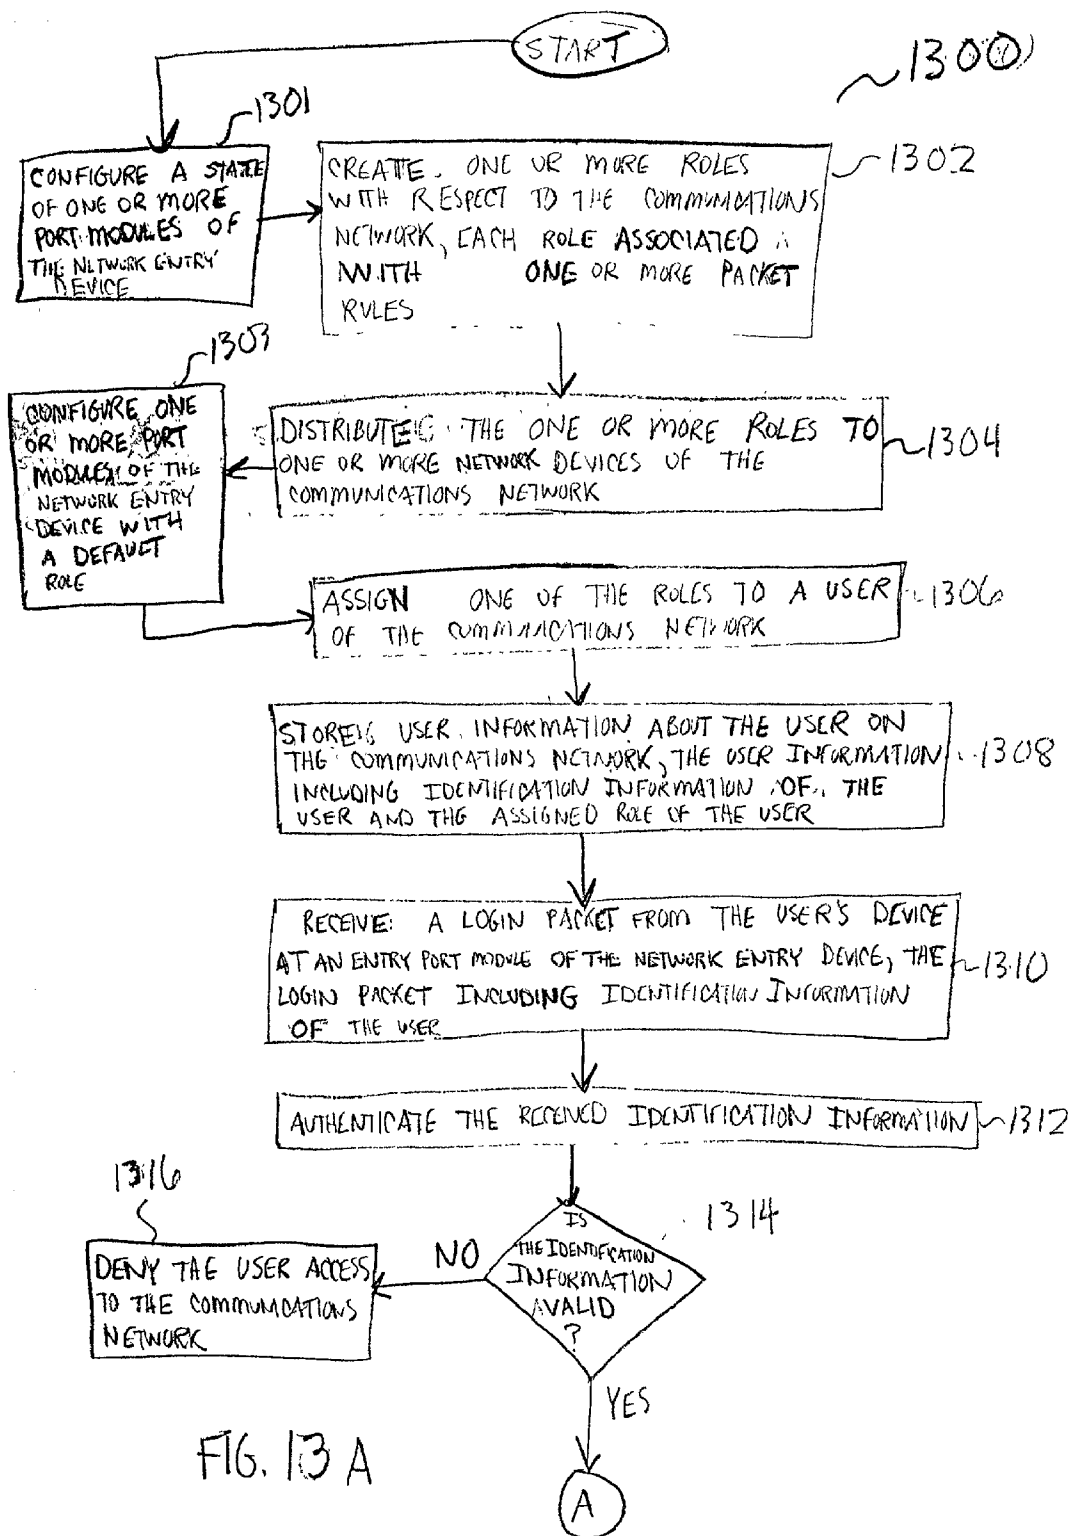 START
1300
1301
CONFIGURE A STATE
OF ONE OR MORE
PORT MODULES OF
THE NETWORK ENTRY
DEVICE
1302
CREATE ONE OR MORE ROLES
WITH RESPECT TO THE COMMUNICATIONS
NETWORK, EACH ROLE ASSOCIATED
WITH ONE OR MORE PACKET
RULES
1303
CONFIGURE ONE
OR MORE PORT
MODULES OF THE
NETWORK ENTRY
DEVICE WITH
A DEFAULT
ROLE
DISTRIBUTE THE ONE OR MORE ROLES TO
ONE OR MORE NETWORK DEVICES OF THE
COMMUNICATIONS NETWORK
1304
ASSIGN ONE OF THE ROLES TO A USER
OF THE COMMUNICATIONS NETWORK
1306
STORE USER INFORMATION ABOUT THE USER ON
THE COMMUNICATIONS NETWORK, THE USER INFORMATION
INCLUDING IDENTIFICATION INFORMATION OF THE
USER AND THE ASSIGNED ROLE OF THE USER
1308
RECEIVE A LOGIN PACKET FROM THE USER'S DEVICE
AT AN ENTRY PORT MODULE OF THE NETWORK ENTRY DEVICE, THE
LOGIN PACKET INCLUDING IDENTIFICATION INFORMATION
OF THE USER
1310
AUTHENTICATE THE RECEIVED IDENTIFICATION INFORMATION
1312
1314
IS
THE IDENTIFICATION
INFORMATION
VALID
?
NO
1316
DENY THE USER ACCESS
TO THE COMMUNICATIONS
NETWORK
YES
A
FIG. 13 A